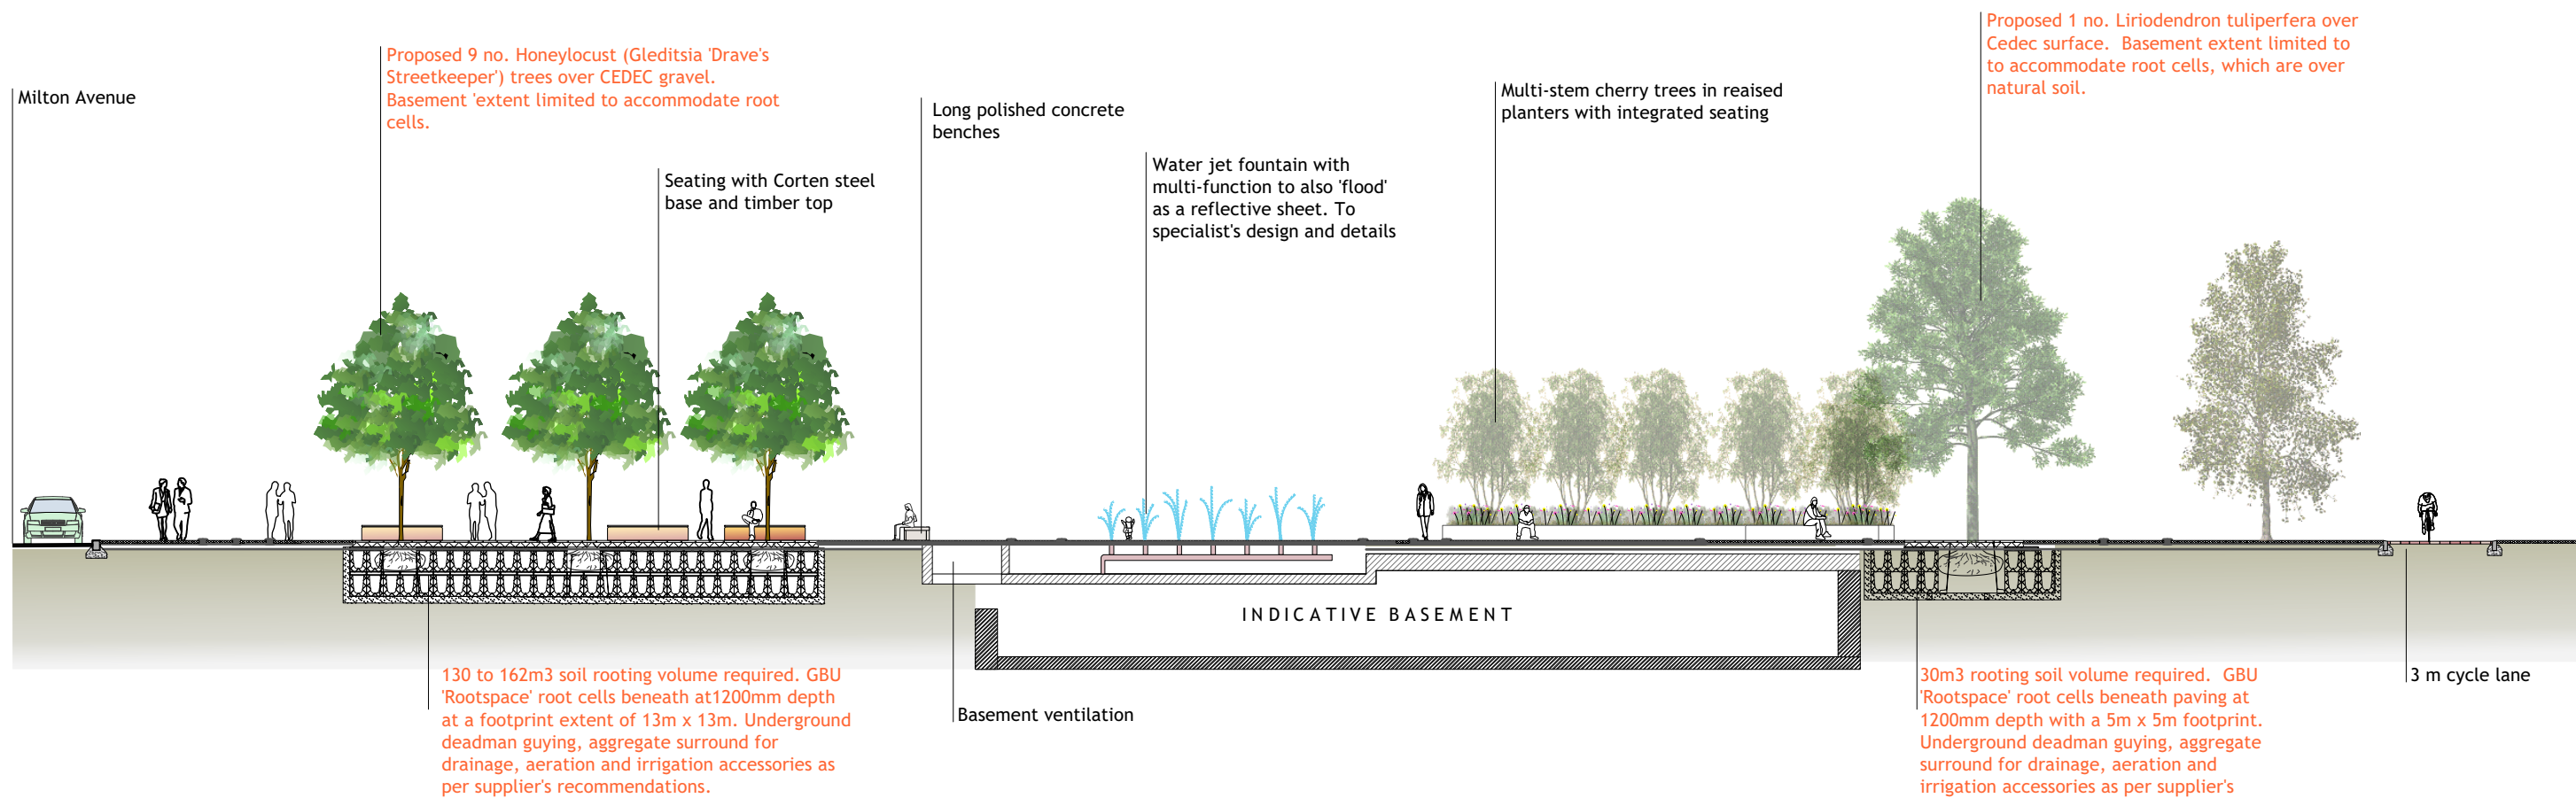 Milton Avenue
Proposed 9 no. Honeylocust (Gleditsia 'Drave's
Streetkeeper') trees over CEDEC gravel.
Basement 'extent limited to accommodate root
cells.
Seating with Corten steel
base and timber top
Long polished concrete
benches
Water jet fountain with
multi-function to also 'flood'
as a reflective sheet. To
specialist's design and details
Multi-stem cherry trees in reaised
planters with integrated seating
Proposed 1 no. Liriodendron tuliperfera over
Cedec surface. Basement extent limited to
to accommodate root cells, which are over
natural soil.
INDICATIVE BASEMENT
130 to 162m3 soil rooting volume required. GBU
'Rootspace' root cells beneath at1200mm depth
at a footprint extent of 13m x 13m. Underground
deadman guying, aggregate surround for
drainage, aeration and irrigation accessories as
per supplier's recommendations.
Basement ventilation
30m3 rooting soil volume required. GBU
'Rootspace' root cells beneath paving at
1200mm depth with a 5m x 5m footprint.
Underground deadman guying, aggregate
surround for drainage, aeration and
irrigation accessories as per supplier's
3 m cycle lane